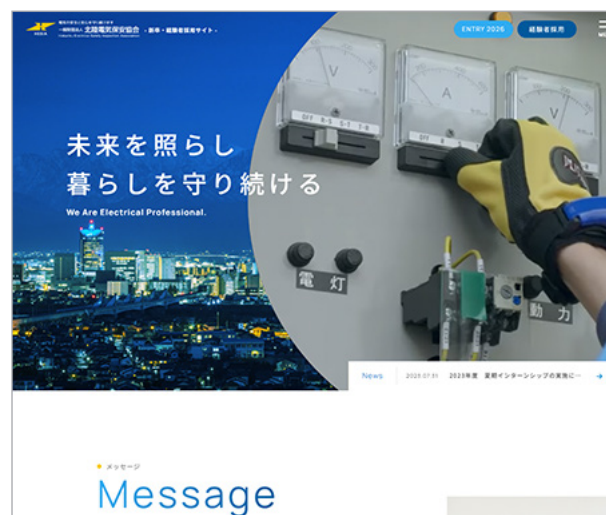 一般財団法人 北陸電気保安協会 - 新卒・経験者採用サイト -
ENTRY 2026
経験者採用
未来を照らし
暮らしを守り続ける
We Are Electrical Professional.
V
A
V
OFF R-S S-T T-R
OFF R
電灯
動力
News
2023年度 夏期インターンシップの実施に…
メッセージ
Message